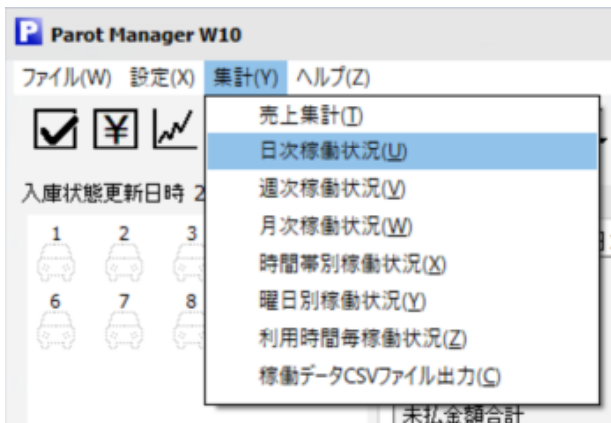 P Parot Manager W10
ファイル(W) 設定(X) 集計(Y) ヘルプ(Z)
¥
売上集計(T)
日次稼働状況(U)
入庫状態更新日時 2
週次稼働状況(V)
1 2 3
月次稼働状況(W)
時間帯別稼働状況(X)
6 7 8
曜日別稼働状況(Y)
利用時間毎稼働状況(Z)
稼働データCSVファイル出力(C)
未払金額合計